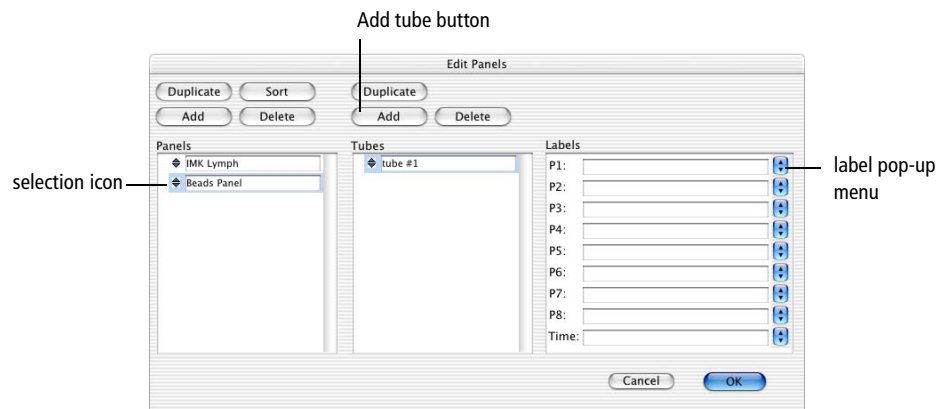 Add tube button
Edit Panels
Duplicate Sort Duplicate
Add Delete Add Delete
Panels Tubes Labels
IMK Lymph tube #1 P1:
label pop-up
menu
selection icon
Beads Panel P2:
P3:
P4:
P5:
P6:
P7:
P8:
Time:
Cancel OK